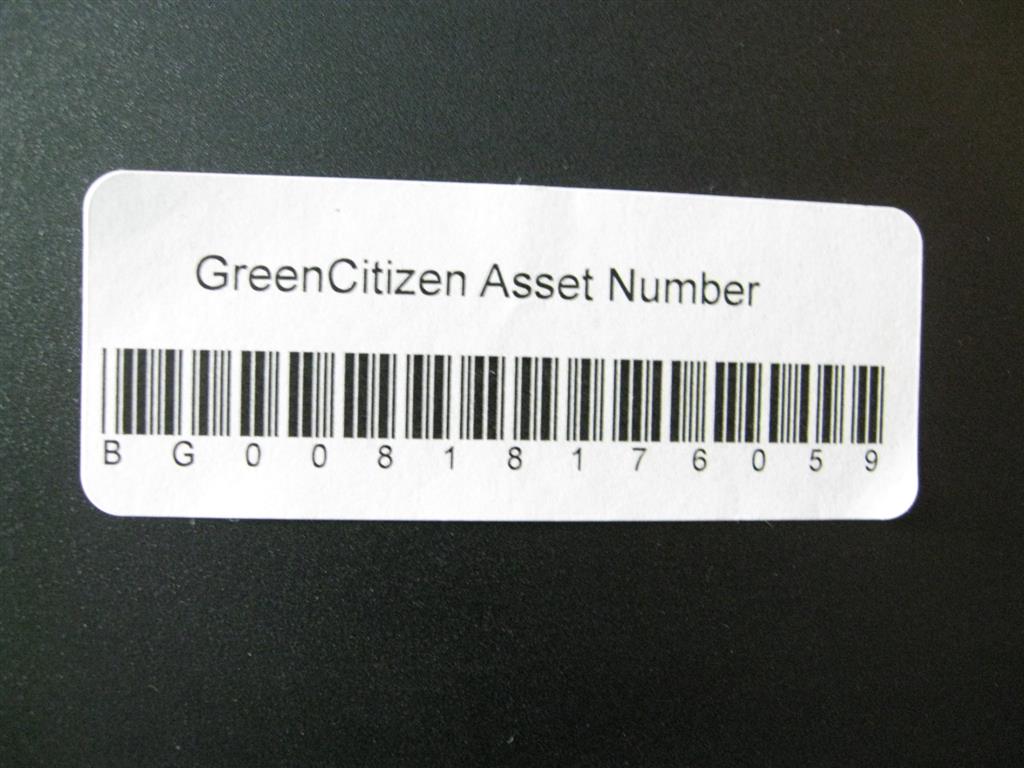 GreenCitizen Asset Number
B G 0 0 8 1 8 1 7 6 0 5 9